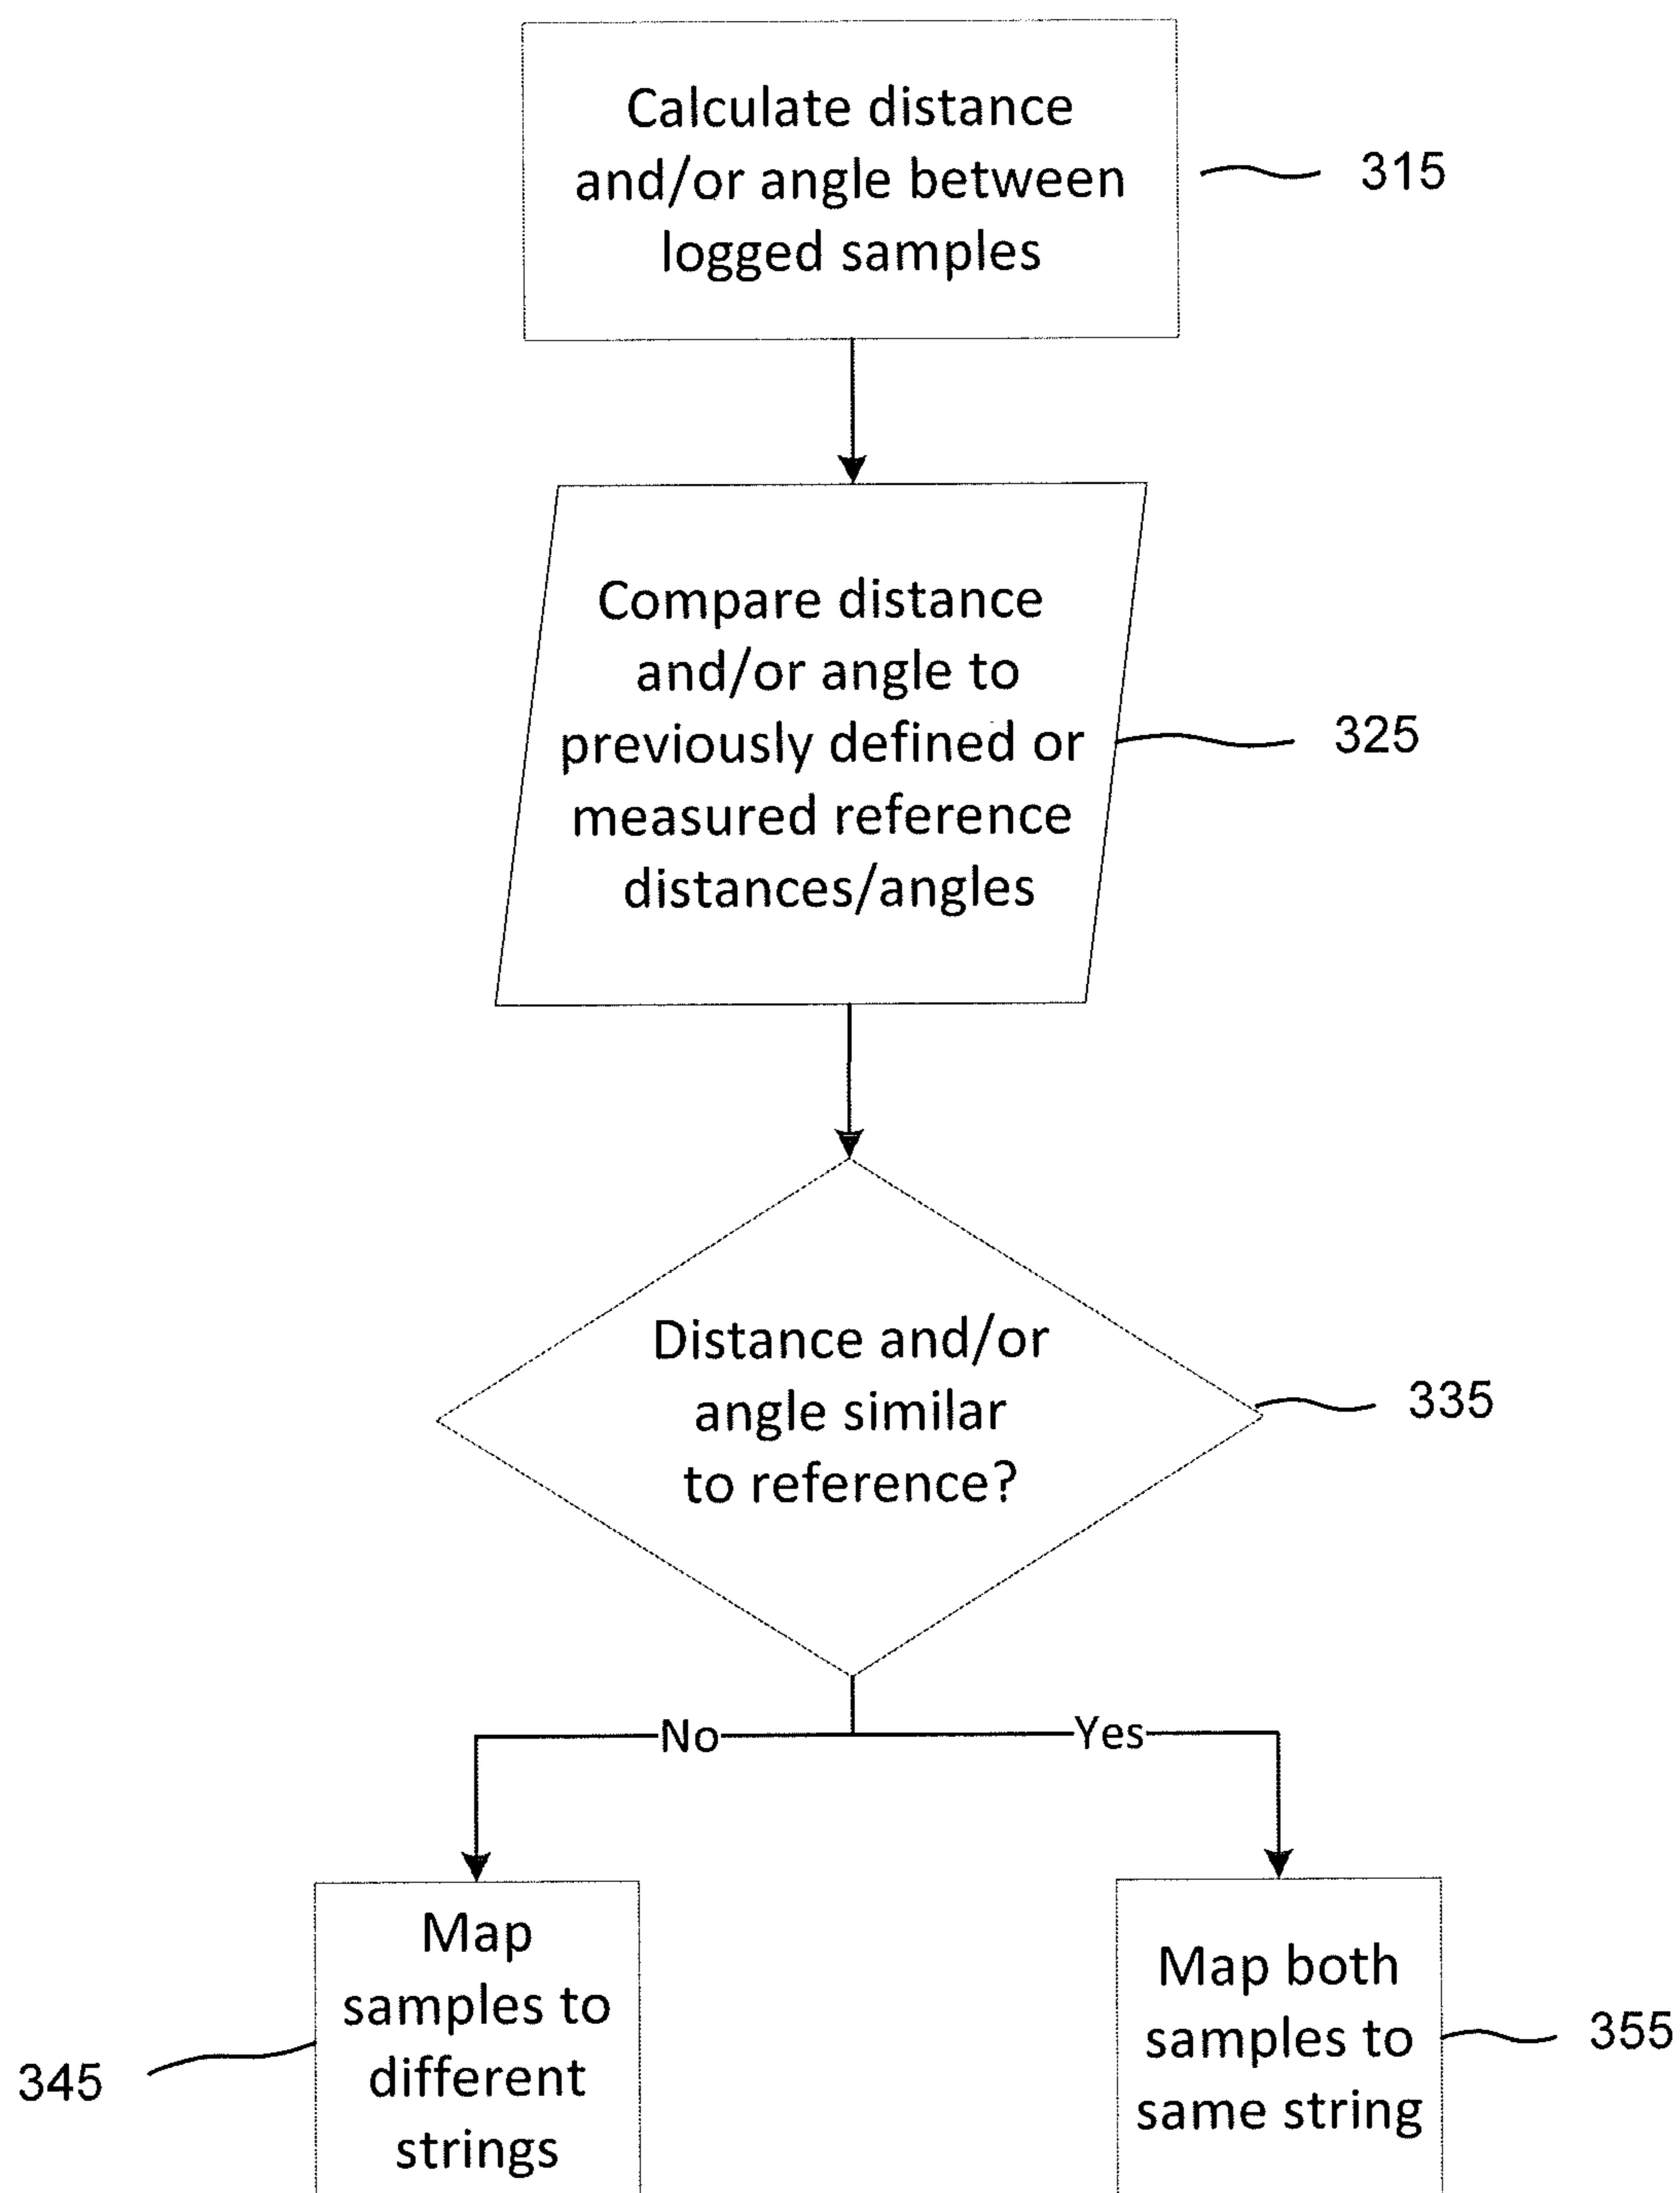 Calculate distance
and/or angle between
logged samples
315
Compare distance
and/or angle to
previously defined or
measured reference
distances/angles
325
Distance and/or
angle similar
to reference?
335
No
Yes
Map
samples to
different
strings
345
Map both
samples to
same string
355